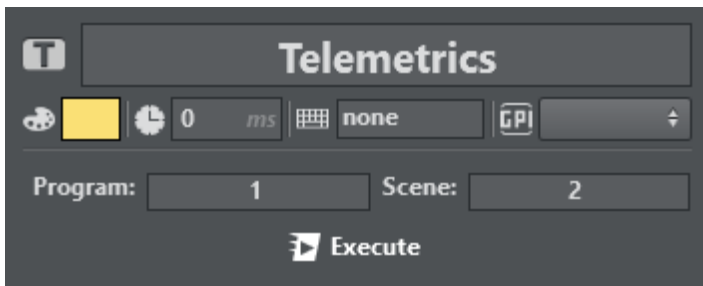 T Telemetrics
0 ms none GPI
Program: 1 Scene: 2
Execute